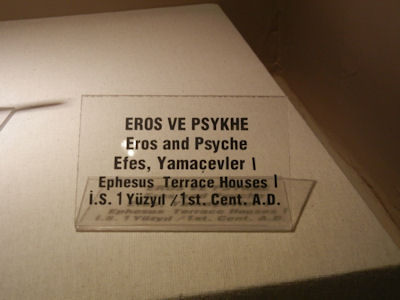 EROS VE PSYKHE
Eros and Psyche
Efes, Yamaçevler I
Ephesus Terrace Houses I
İ.S. 1 Yüzyıl / 1st. Cent. A.D.